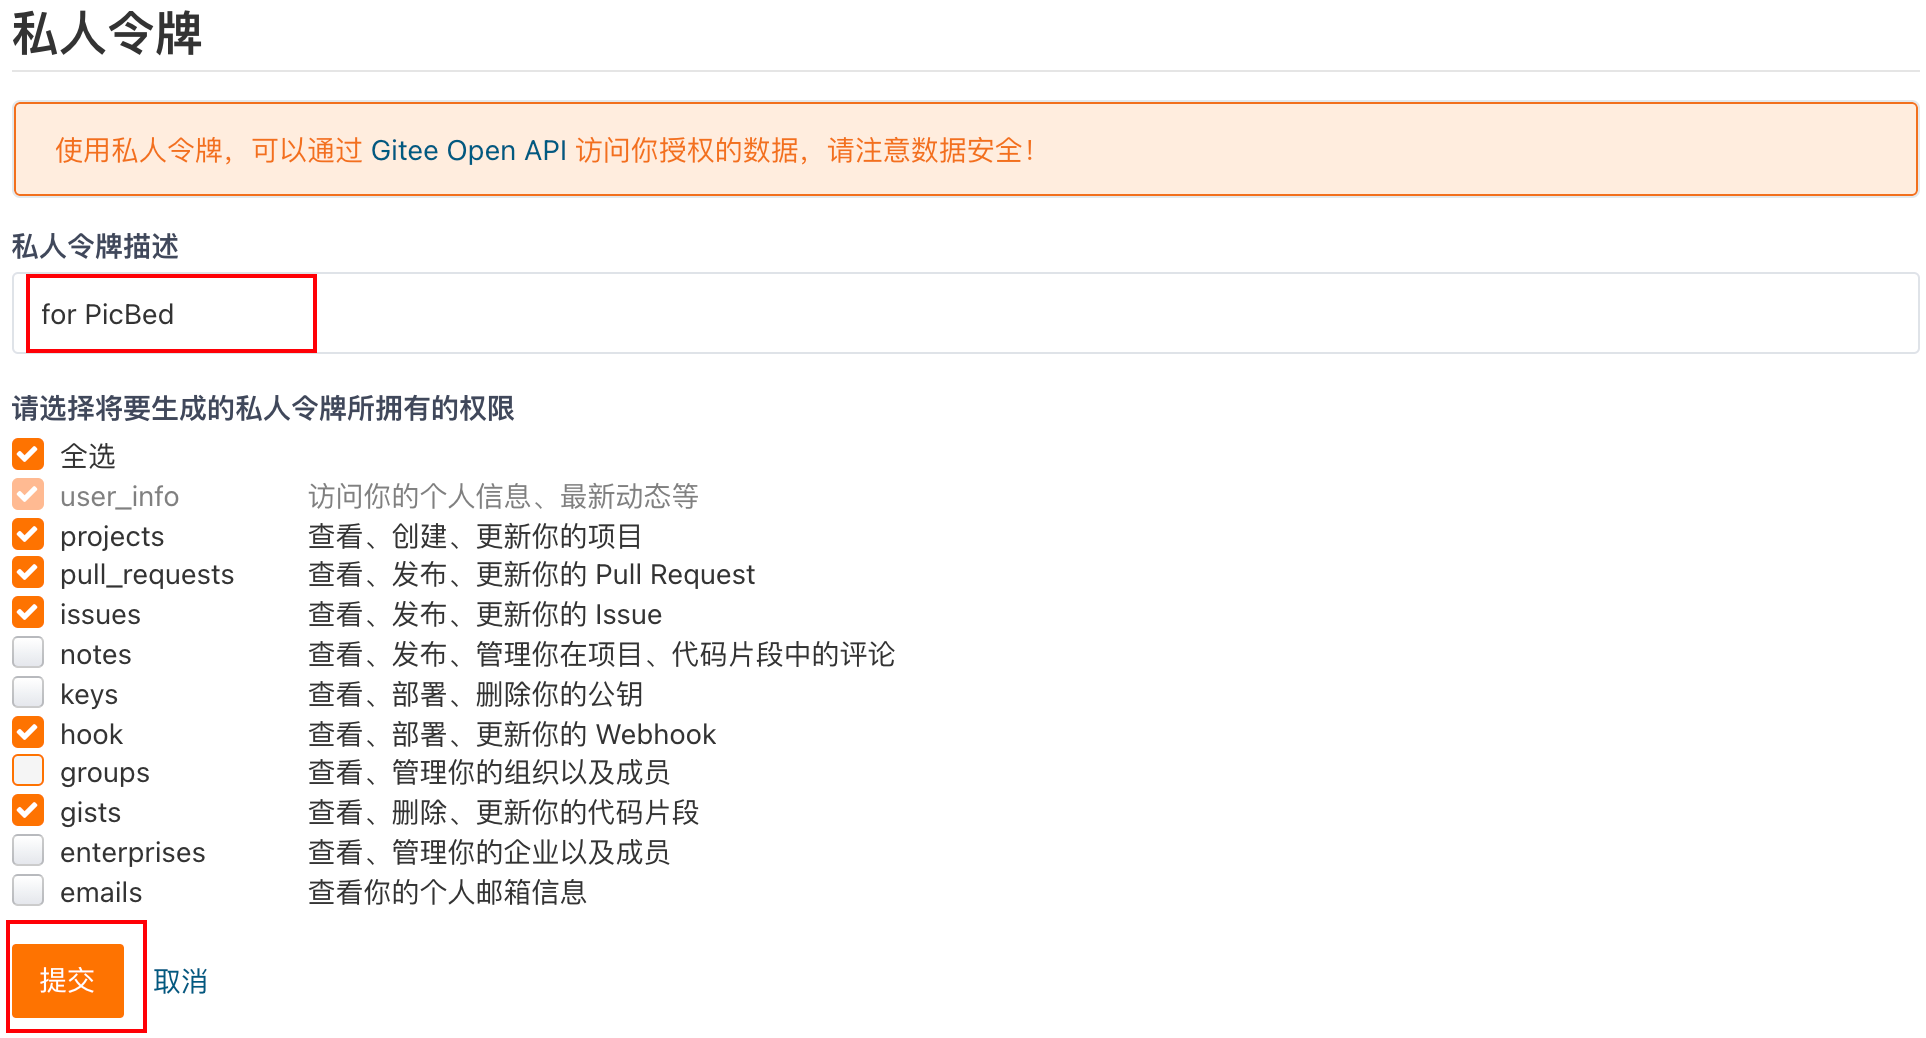 私人令牌
使用私人令牌，可以通过 Gitee Open API 访问你授权的数据，请注意数据安全！
私人令牌描述
for PicBed
请选择将要生成的私人令牌所拥有的权限
全选
user_info 访问你的个人信息、最新动态等
projects 查看、创建、更新你的项目
pull_requests 查看、发布、更新你的 Pull Request
issues 查看、发布、更新你的 Issue
notes 查看、发布、管理你在项目、代码片段中的评论
keys 查看、部署、删除你的公钥
hook 查看、部署、更新你的 Webhook
groups 查看、管理你的组织以及成员
gists 查看、删除、更新你的代码片段
enterprises 查看、管理你的企业以及成员
emails 查看你的个人邮箱信息
提交 取消